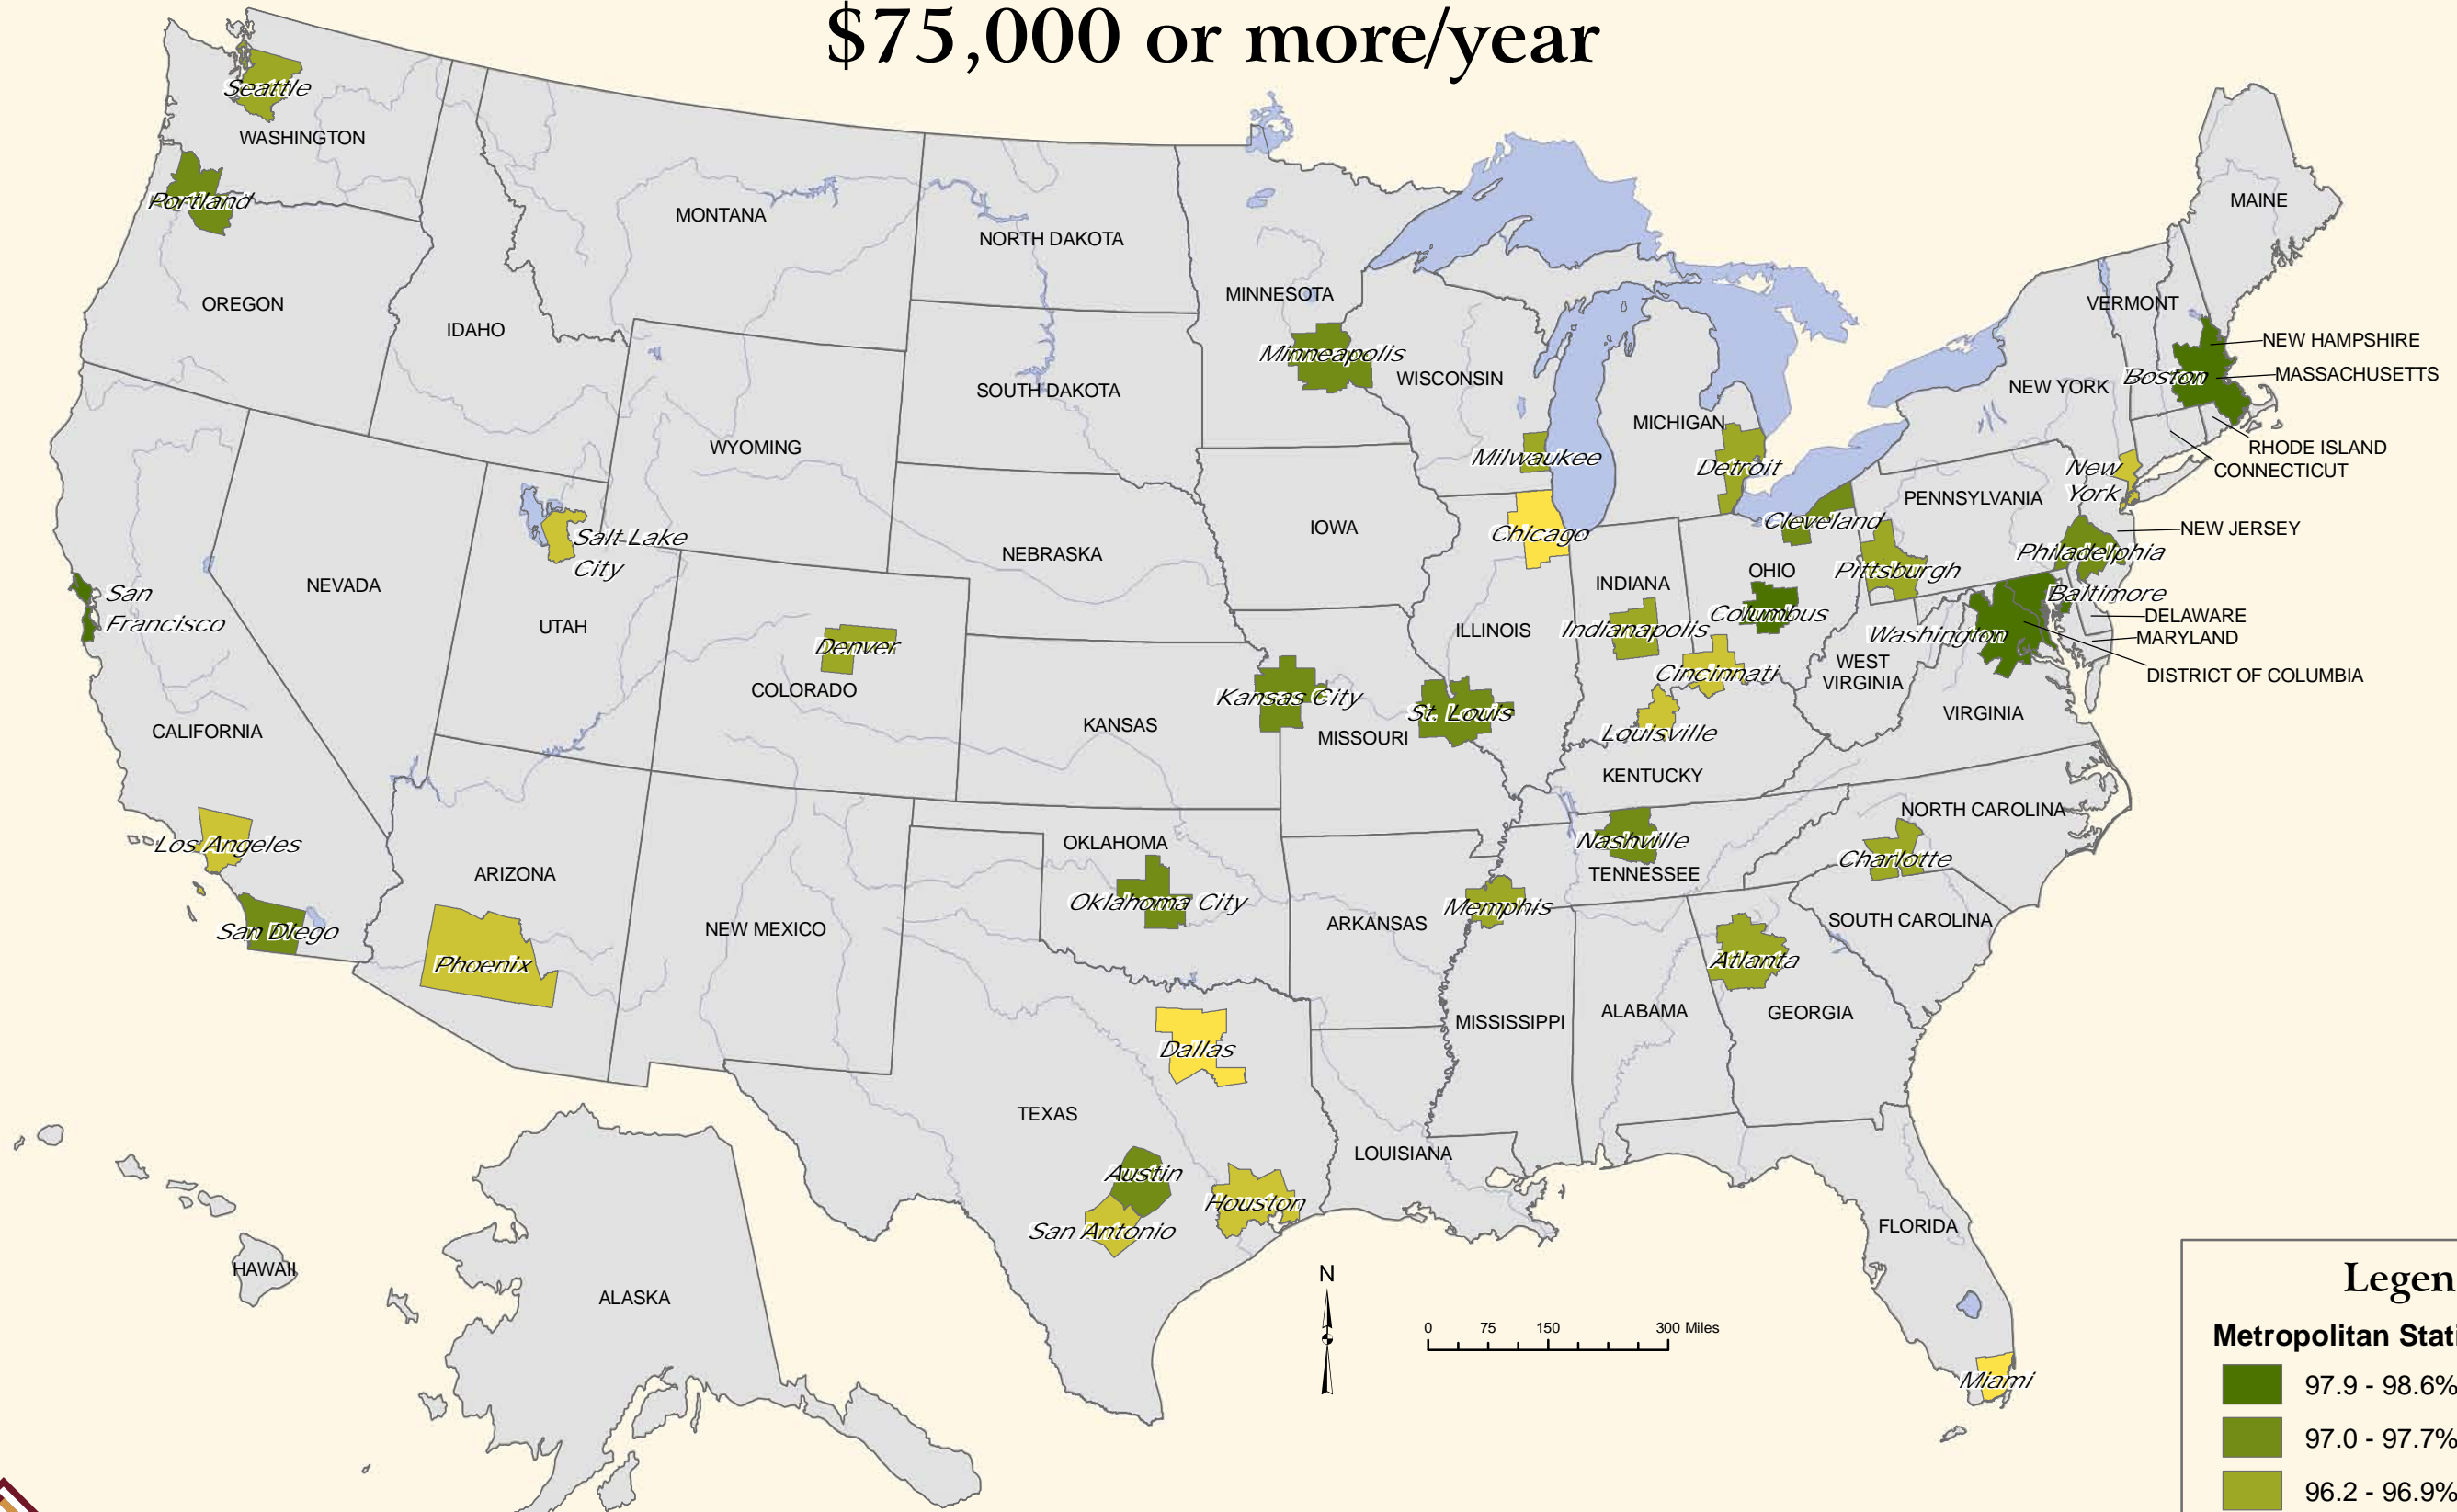 $75,000 or more/year
Seattle
WASHINGTON
Portland
OREGON
IDAHO
MONTANA
NORTH DAKOTA
MINNESOTA
Minneapolis
WISCONSIN
SOUTH DAKOTA
WYOMING
Milwaukee
MICHIGAN
Detroit
MAINE
VERMONT
NEW HAMPSHIRE
Boston
MASSACHUSETTS
NEW YORK
RHODE ISLAND
CONNECTICUT
New
York
PENNSYLVANIA
NEW JERSEY
Philadelphia
Cleveland
Pittsburgh
OHIO
Columbus
Baltimore
DELAWARE
MARYLAND
Washington
DISTRICT OF COLUMBIA
WEST
VIRGINIA
VIRGINIA
Chicago
IOWA
NEBRASKA
INDIANA
ILLINOIS
Indianapolis
Cincinnati
Louisville
KENTUCKY
Salt Lake
City
NEVADA
UTAH
San
Francisco
CALIFORNIA
Denver
COLORADO
KANSAS
Kansas City
St. Louis
MISSOURI
Los Angeles
San Diego
ARIZONA
Phoenix
NEW MEXICO
OKLAHOMA
Oklahoma City
ARKANSAS
Nashville
TENNESSEE
Memphis
NORTH CAROLINA
Charlotte
SOUTH CAROLINA
Atlanta
GEORGIA
ALABAMA
MISSISSIPPI
Dallas
TEXAS
LOUISIANA
Austin
San Antonio
Houston
FLORIDA
Miami
HAWAII
ALASKA
N
0 75 150 300 Miles
Legen
Metropolitan Stati
97.9 - 98.6%
97.0 - 97.7%
96.2 - 96.9%